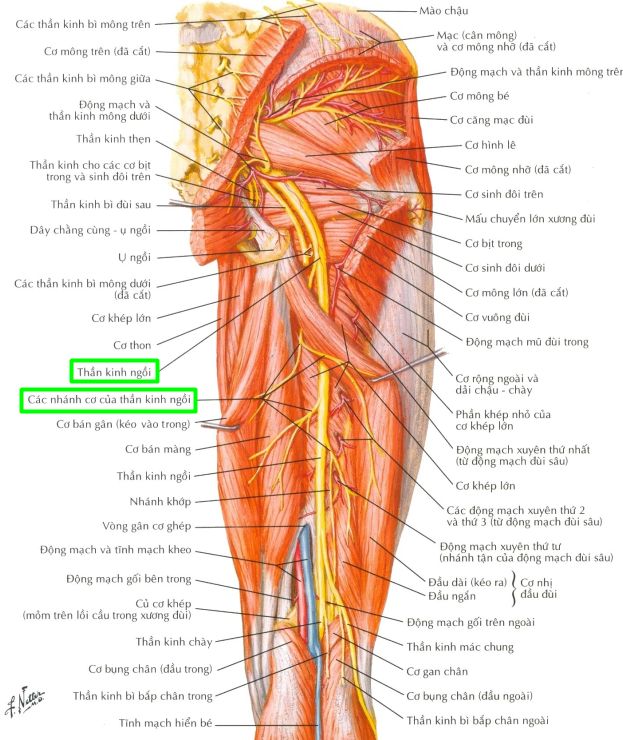 Các thần kinh bì mông trên
Cơ mông trên (đã cắt)
Các thần kinh bì mông giữa
Động mạch và
thần kinh mông dưới
Thần kinh thẹn
Thần kinh cho các cơ bịt
trong và sinh đôi trên
Thần kinh bì đùi sau
Dây chằng cùng - ụ ngồi
Ụ ngồi
Các thần kinh bì mông dưới
(đã cắt)
Cơ khép lớn
Cơ thon
Thần kinh ngồi
Các nhánh cơ của thần kinh ngồi
Cơ bán gân (kéo vào trong)
Cơ bán màng
Thần kinh ngồi
Nhánh khớp
Vòng gân cơ ghép
Động mạch và tĩnh mạch kheo
Động mạch gối bên trong
Củ cơ khép
(mỏm trên lồi cầu trong xương đùi)
Thần kinh chày
Cơ bụng chân (đầu trong)
Thần kinh bì bắp chân trong
Tĩnh mạch hiển bé
Mào chậu
Mạc (cân mông)
và cơ mông nhỡ (đã cắt)
Động mạch và thần kinh mông trên
Cơ mông bé
Cơ căng mạc đùi
Cơ hình lê
Cơ mông nhỡ (đã cắt)
Cơ sinh đôi trên
Mấu chuyển lớn xương đùi
Cơ bịt trong
Cơ sinh đôi dưới
Cơ mông lớn (đã cắt)
Cơ vuông đùi
Động mạch mũ đùi trong
Cơ rộng ngoài và
dải chậu - chày
Phần khép nhỏ của
cơ khép lớn
Động mạch xuyên thứ nhất
(từ động mạch đùi sâu)
Cơ khép lớn
Các động mạch xuyên thứ 2
và thứ 3 (từ động mạch đùi sâu)
Động mạch xuyên thứ tư
(nhánh tận của động mạch đùi sâu)
Đầu dài (kéo ra)
Đầu ngắn
Cơ nhị
đầu đùi
Động mạch gối trên ngoài
Thần kinh mác chung
Cơ gan chân
Cơ bụng chân (đầu ngoài)
Thần kinh bì bắp chân ngoài
F. Netter
M.D.